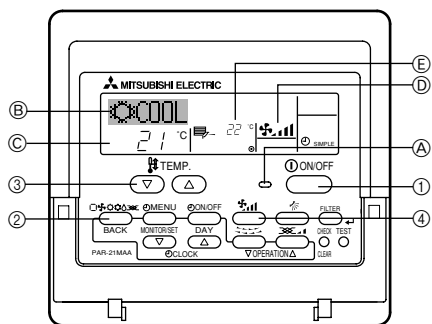 E
D
MITSUBISHI ELECTRIC
B
COOL
C
21 °C
22 °C
SIMPLE
A
TEMP.
ON/OFF
3
1
2
MENU
ON/OFF
FILTER
4
BACK
MONITOR/SET
DAY
CHECK TEST
PAR-21MAA
CLOCK
OPERATION
CLEAR